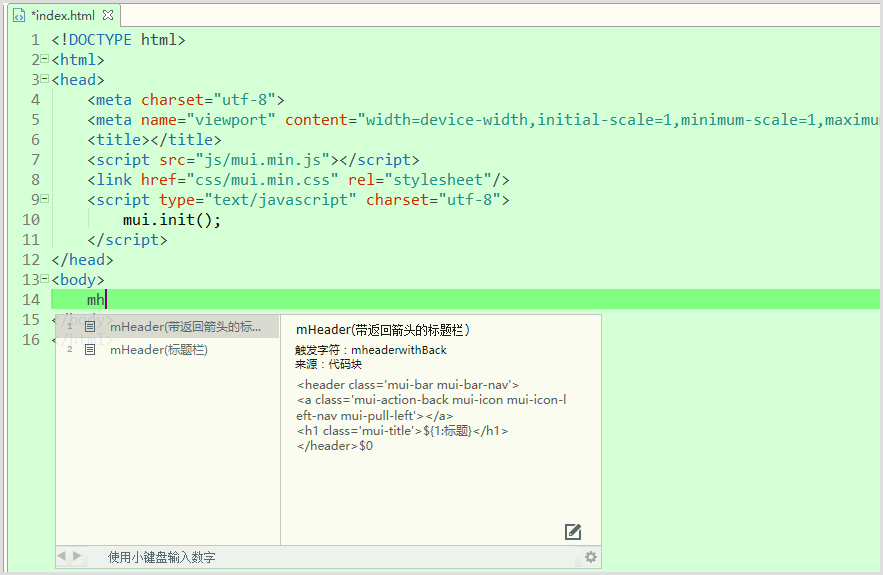 *index.html
1 <!DOCTYPE html>
2 <html>
3 <head>
4 <meta charset="utf-8">
5 <meta name="viewport" content="width=device-width,initial-scale=1,minimum-scale=1,maximu
6 <title></title>
7 <script src="js/mui.min.js"></script>
8 <link href="css/mui.min.css" rel="stylesheet"/>
9 <script type="text/javascript" charset="utf-8">
10 mui.init();
11 </script>
12 </head>
13 <body>
14 mh
15 </body>
16 </html>
1 mHeader(带返回箭头的标...
2 mHeader(标题栏)
mHeader(带返回箭头的标题栏)
触发字符：mheaderwithBack
来源：代码块
<header class='mui-bar mui-bar-nav'>
<a class='mui-action-back mui-icon mui-icon-l
eft-nav mui-pull-left'></a>
<h1 class='mui-title'>${1:标题}</h1>
</header>$0
使用小键盘输入数字